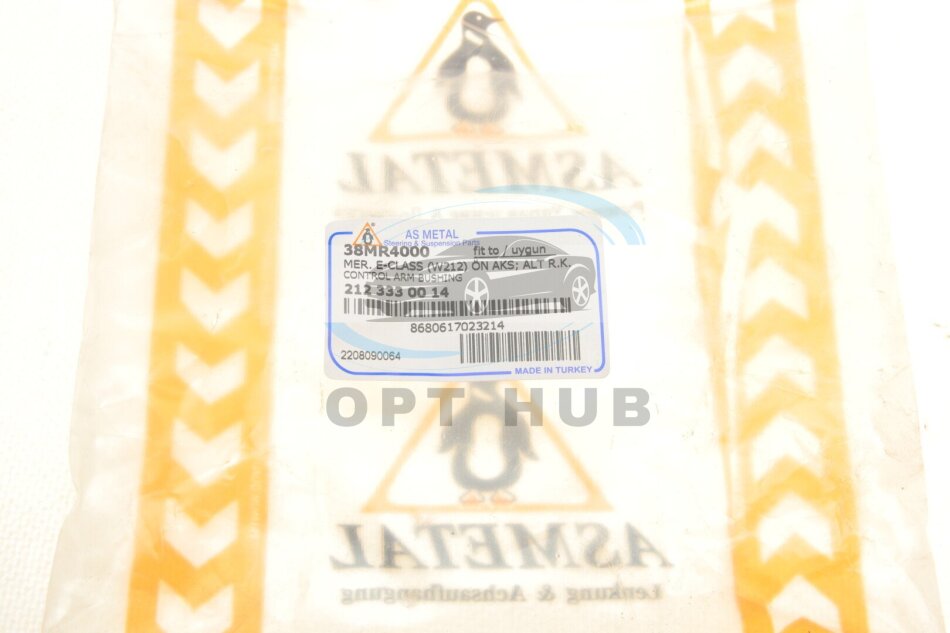 ASMETAL
AS METAL
Steering & Suspension Parts
38MR4000 fit to / uygun
MER. E-CLASS (W212) ÖN AKS; ALT R.K.
CONTROL ARM BUSHING
212 333 00 14
8680617023214
2208090064
MADE IN TURKEY
OPT HUB
ASMETAL
Lenkung & Achsaufhangung